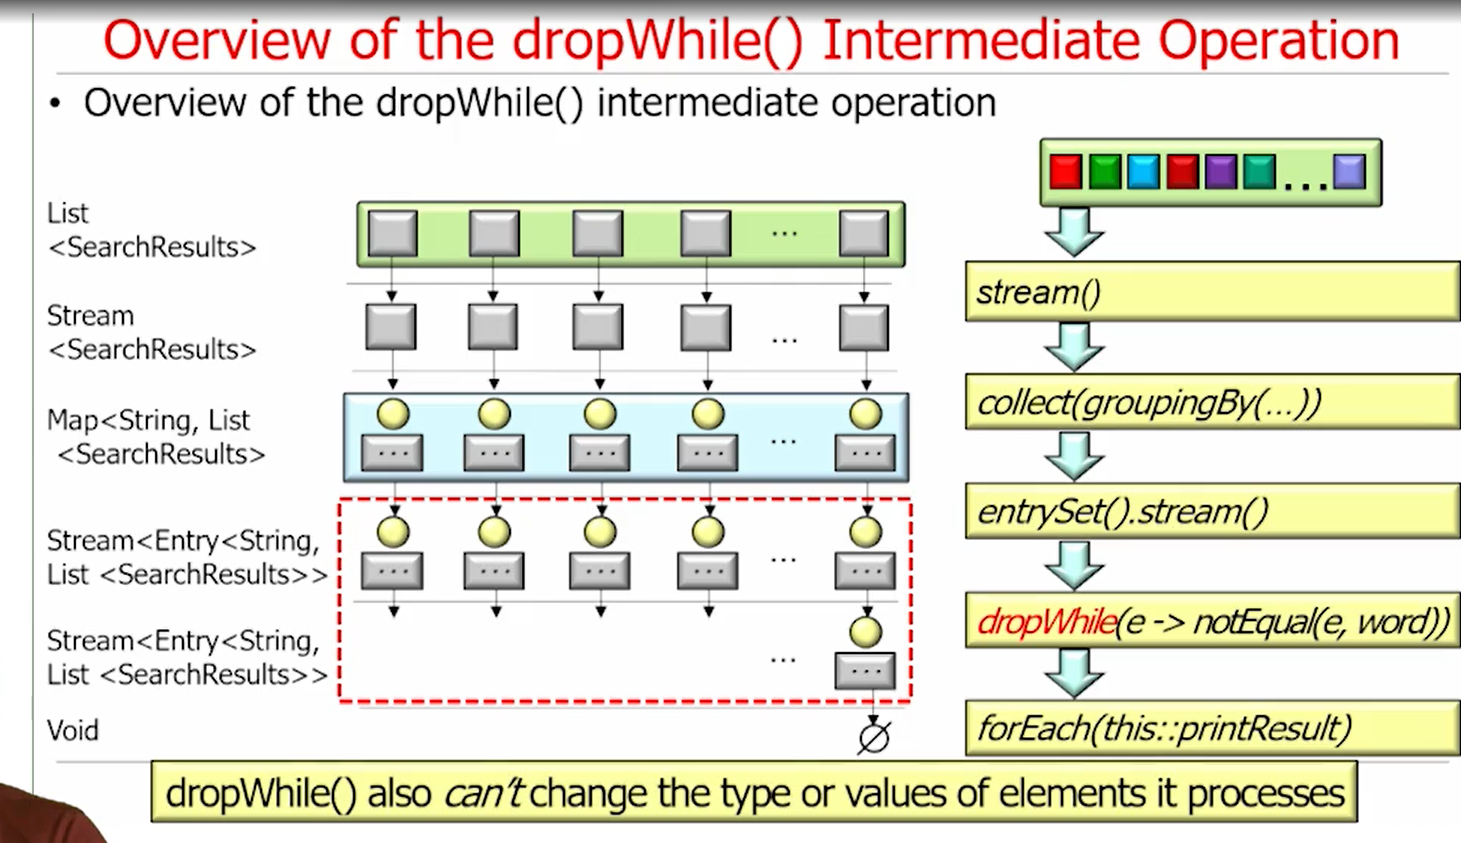 Overview of the dropWhile() Intermediate Operation
• Overview of the dropWhile() intermediate operation
List
<SearchResults>
...
Stream
<SearchResults>
...
Map<String, List
<SearchResults>
... ... ... ... ... ...
Stream<Entry<String,
List <SearchResults>>
... ... ... ... ... ...
Stream<Entry<String,
List <SearchResults>>
... ...
Void
∅
...
stream()
collect(groupingBy(...))
entrySet().stream()
dropWhile(e -> notEqual(e, word))
forEach(this::printResult)
dropWhile() also can't change the type or values of elements it processes